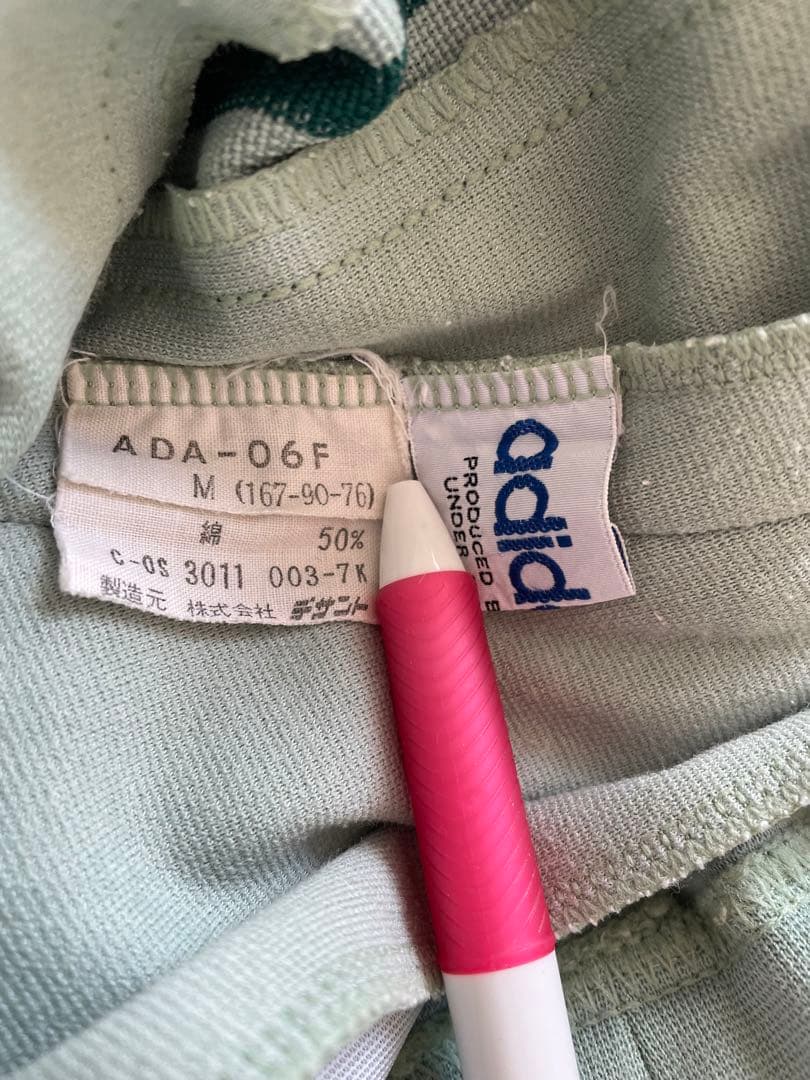 ADA-06F
M (167-90-76)
綿 50%
C-OS 3011 003-7K
製造元 株式会社 デサント
adid
PRODUCED
UNDER